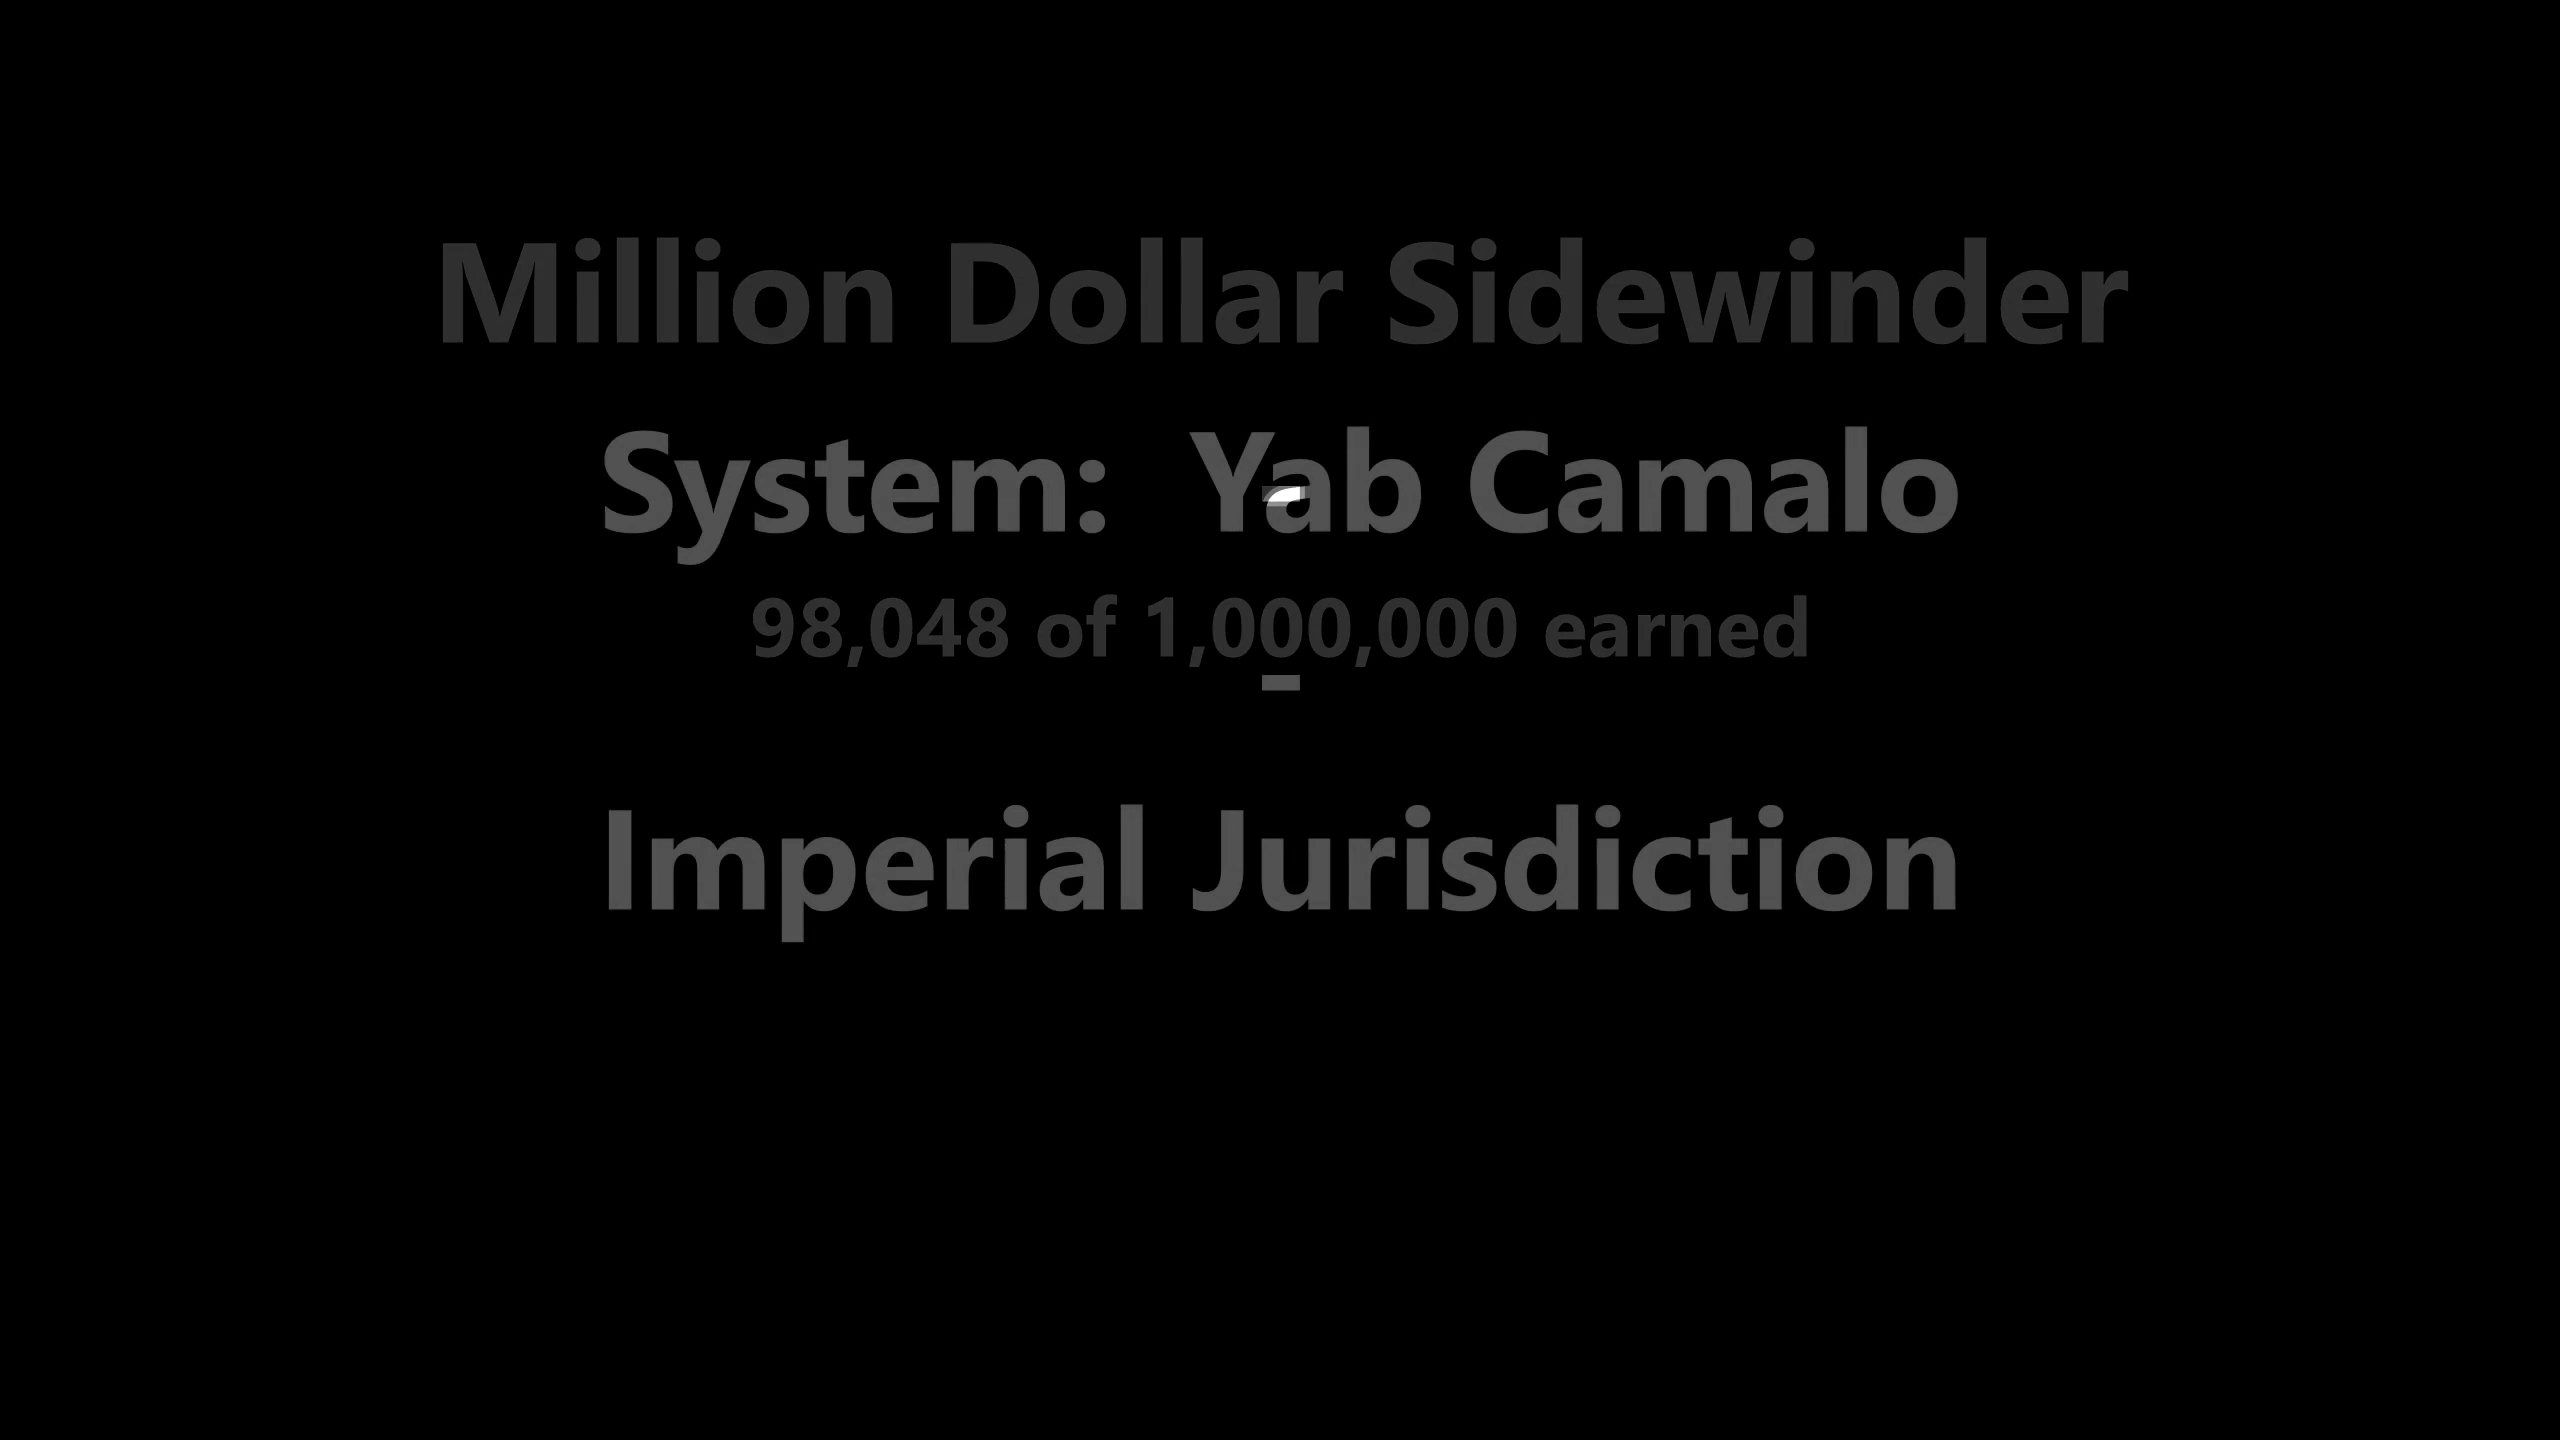 Million Dollar Sidewinder
System:  Yab Camalo
-
98,048 of 1,000,000 earned
-
Imperial Jurisdiction